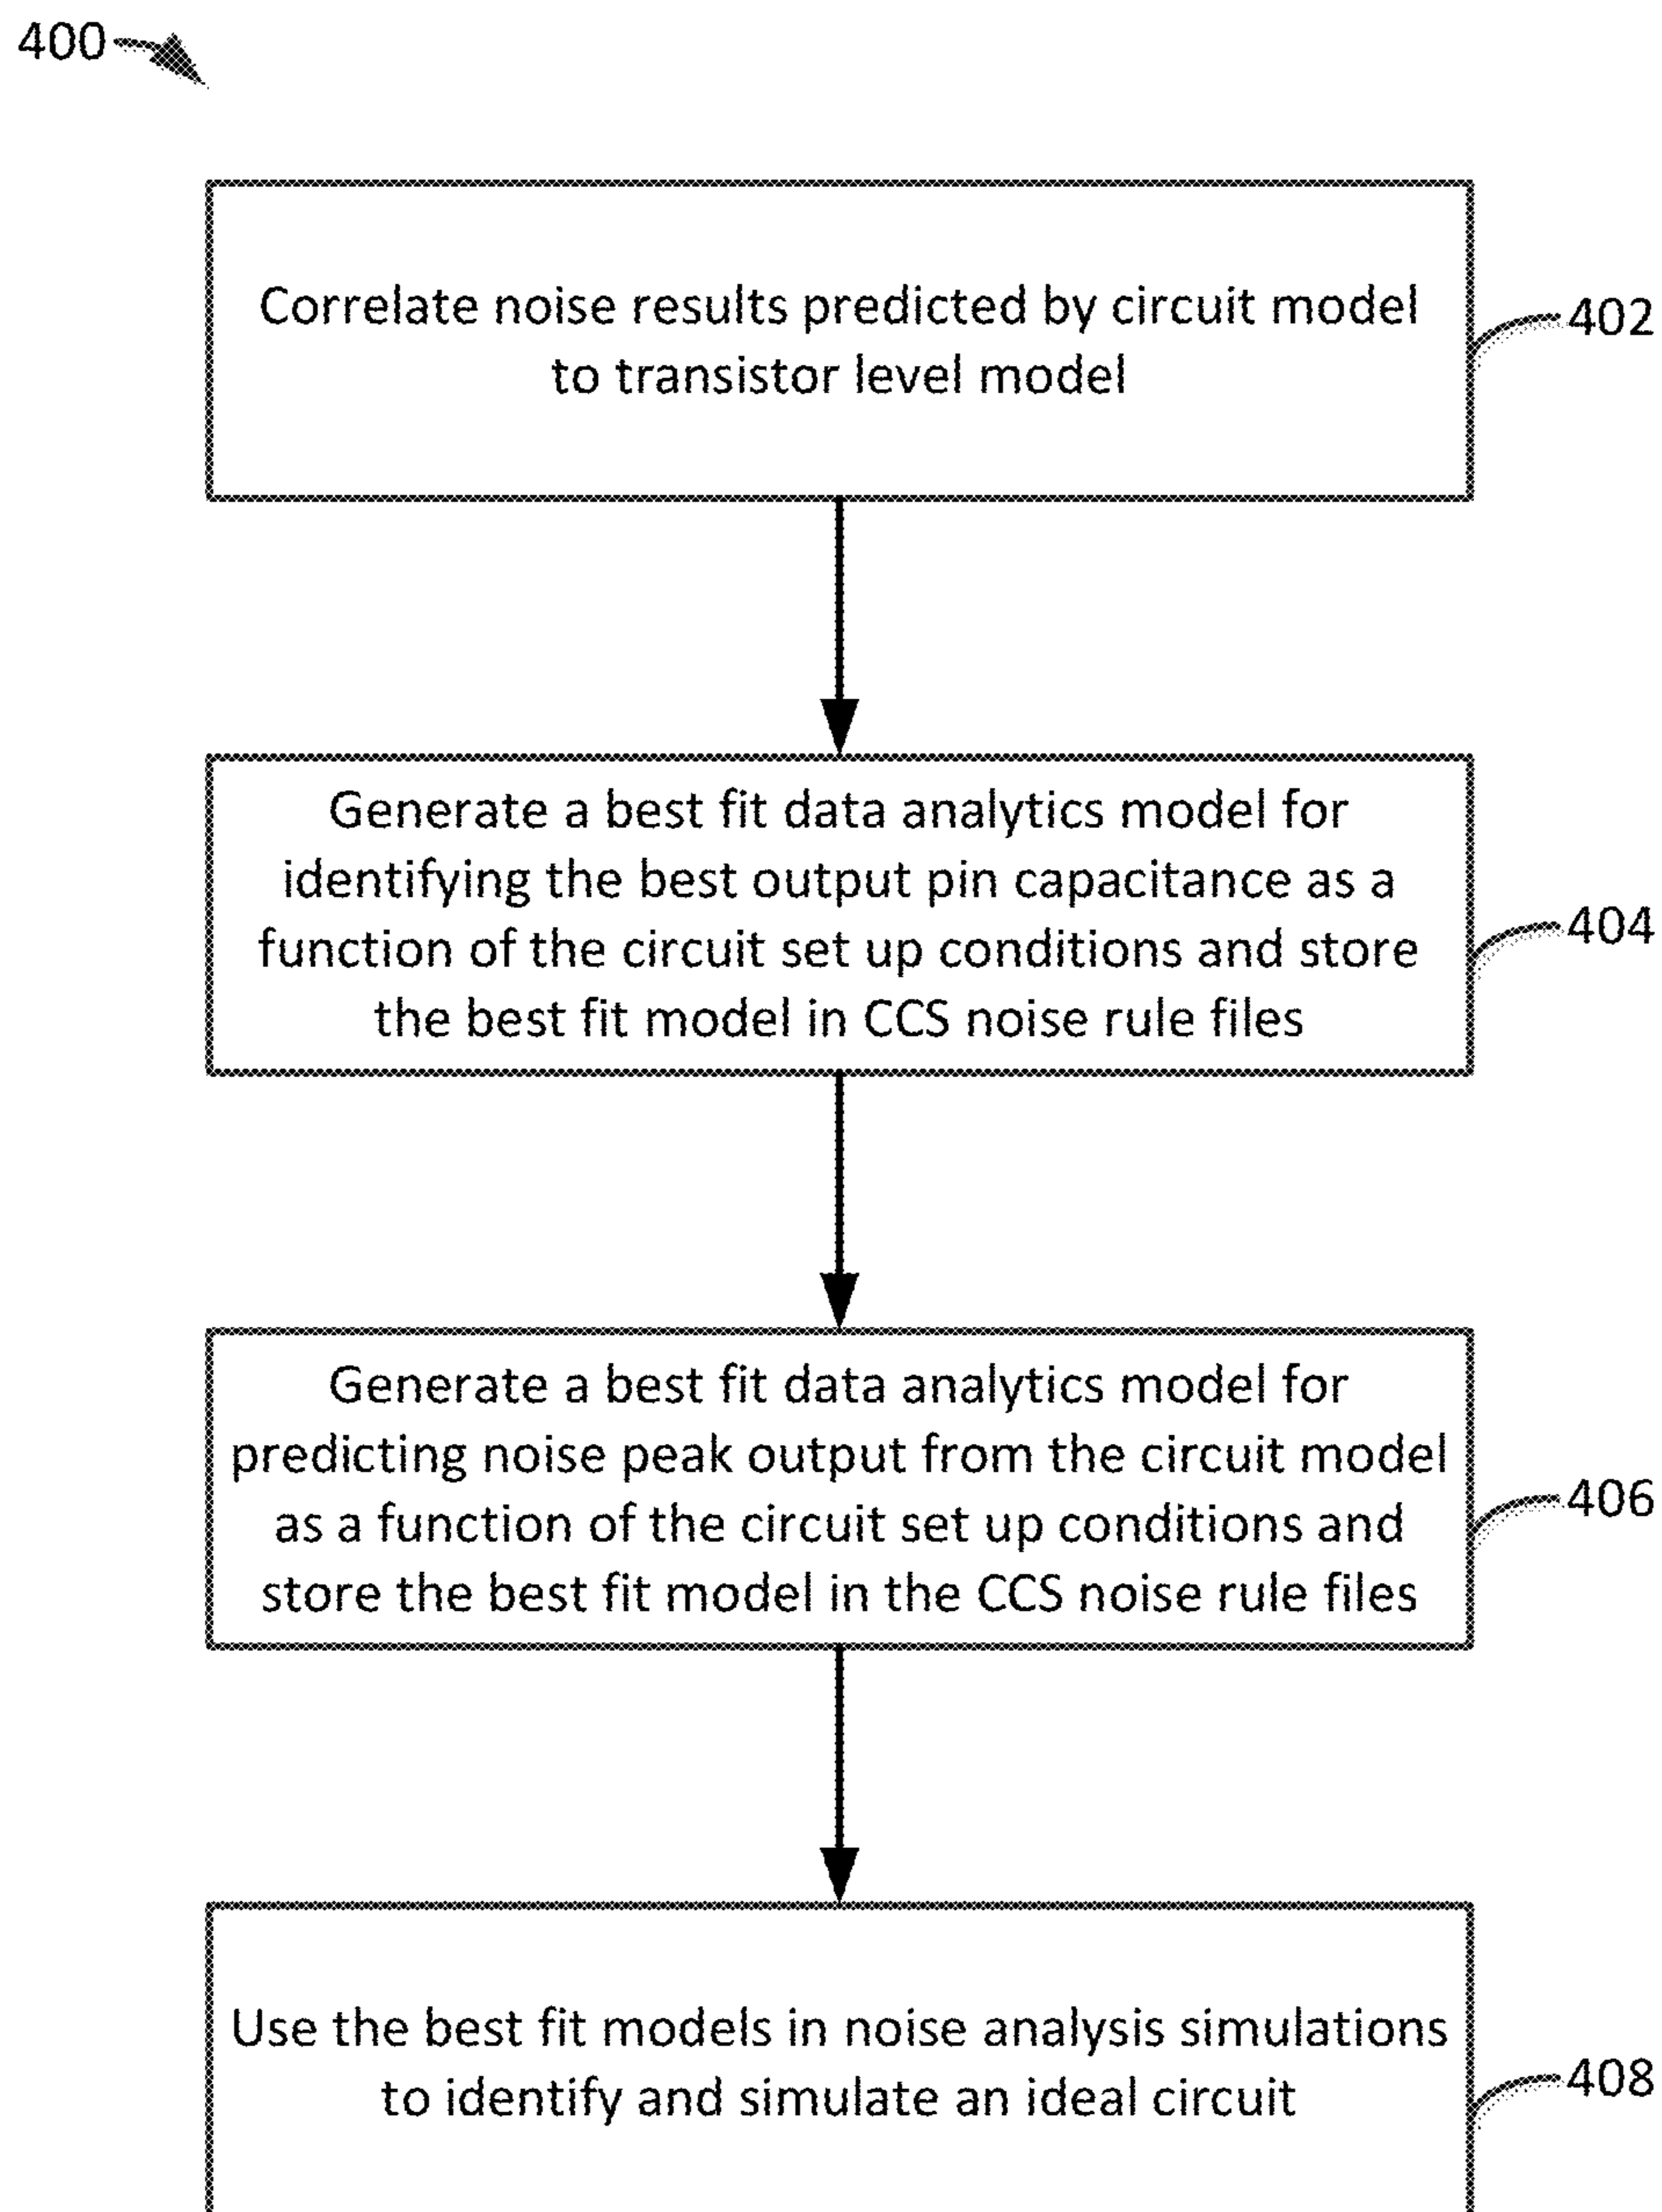 400
Correlate noise results predicted by circuit model
to transistor level model
402
Generate a best fit data analytics model for
identifying the best output pin capacitance as a
function of the circuit set up conditions and store
the best fit model in CCS noise rule files
404
Generate a best fit data analytics model for
predicting noise peak output from the circuit model
as a function of the circuit set up conditions and
store the best fit model in the CCS noise rule files
406
Use the best fit models in noise analysis simulations
to identify and simulate an ideal circuit
408